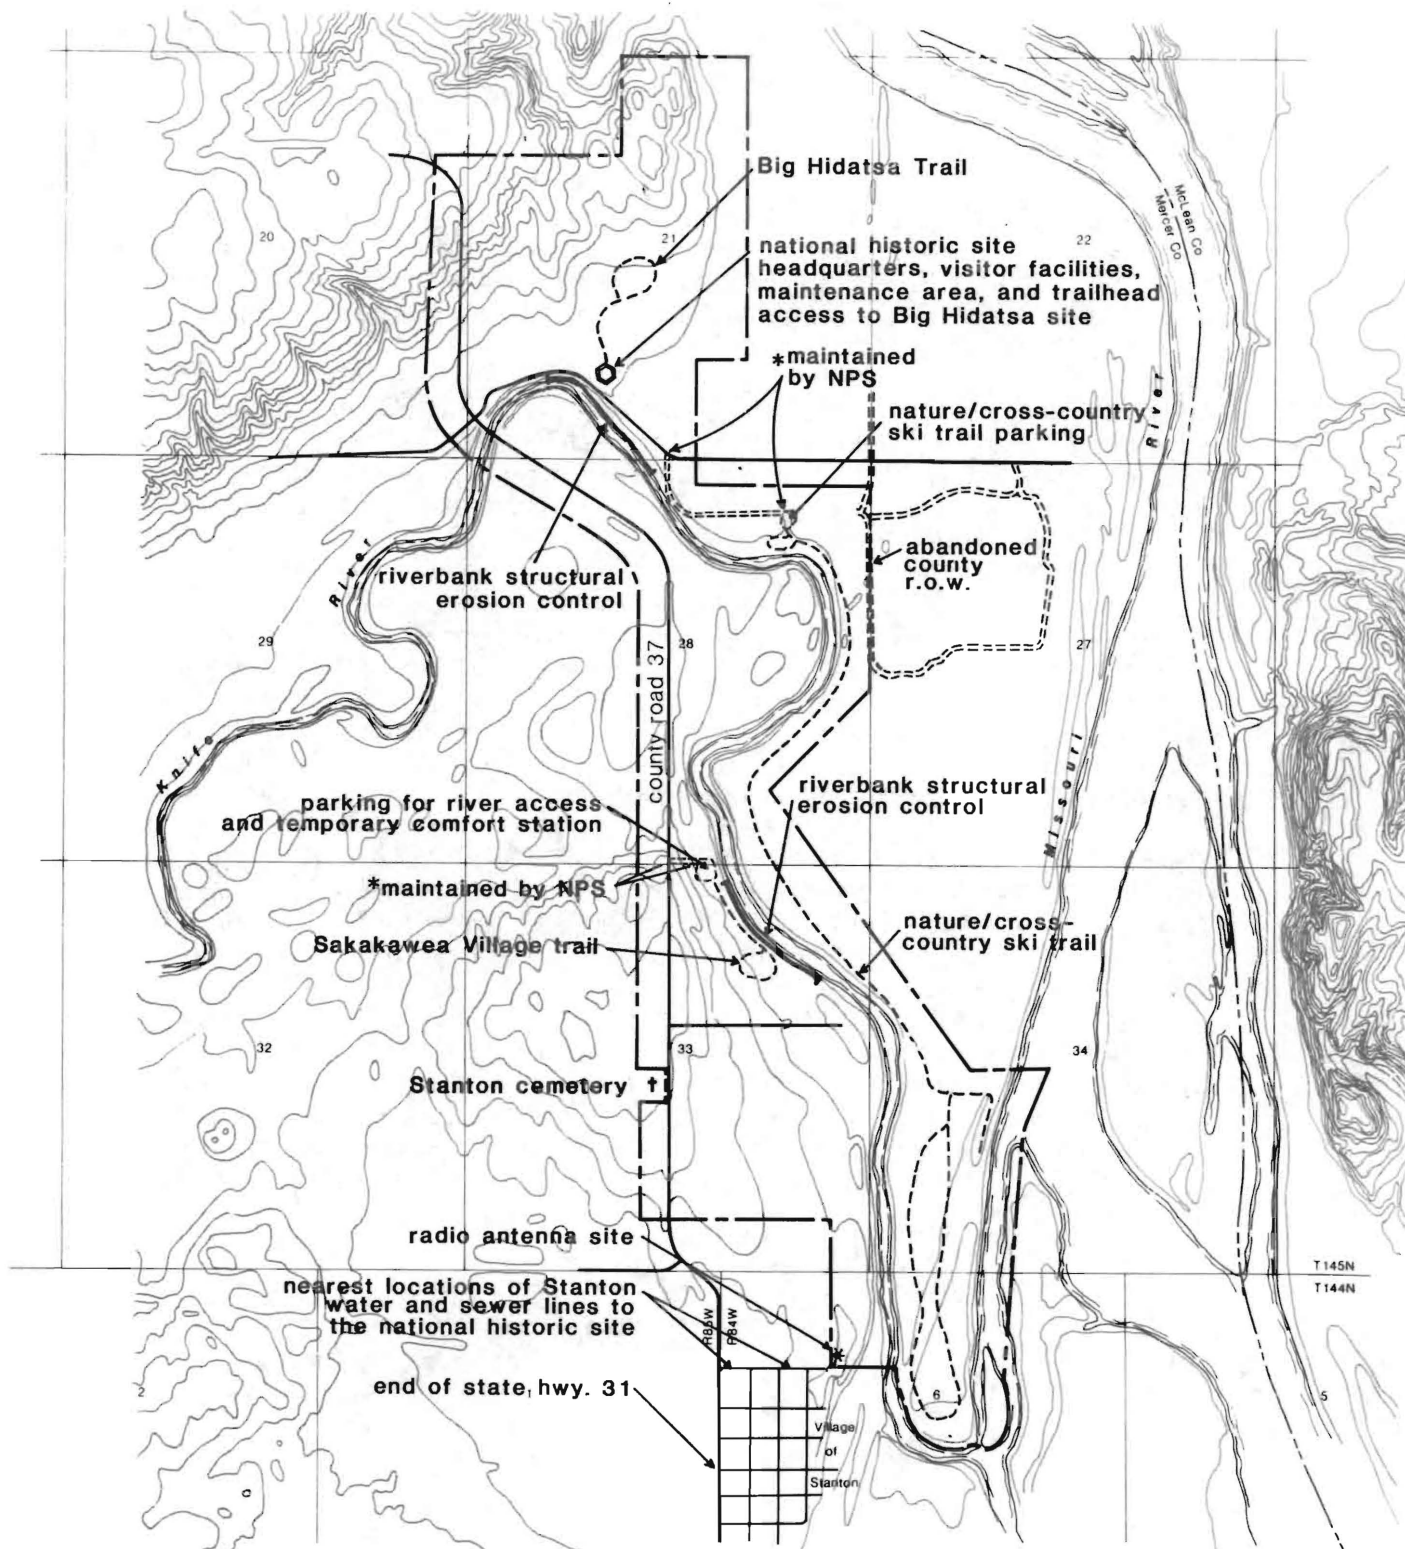 Big Hidatsa Trail
20
21
22
McLean Co
Mercer Co
national historic site
headquarters, visitor facilities,
maintenance area, and trailhead
access to Big Hidatsa site
*maintained
by NPS
River
nature/cross-country
ski trail parking
River
riverbank structural
erosion control
abandoned
county
r.o.w.
29
28
27
county road 37
Knife
Missouri
parking for river access
and temporary comfort station
riverbank structural
erosion control
*maintained by NPS
Sakakawea Village trail
nature/cross-
country ski trail
32
33
34
Stanton cemetery
radio antenna site
T145N
T144N
nearest locations of Stanton
water and sewer lines to
the national historic site
R85W
R84W
*
end of state hwy. 31
2
6
5
Village
of
Stanton